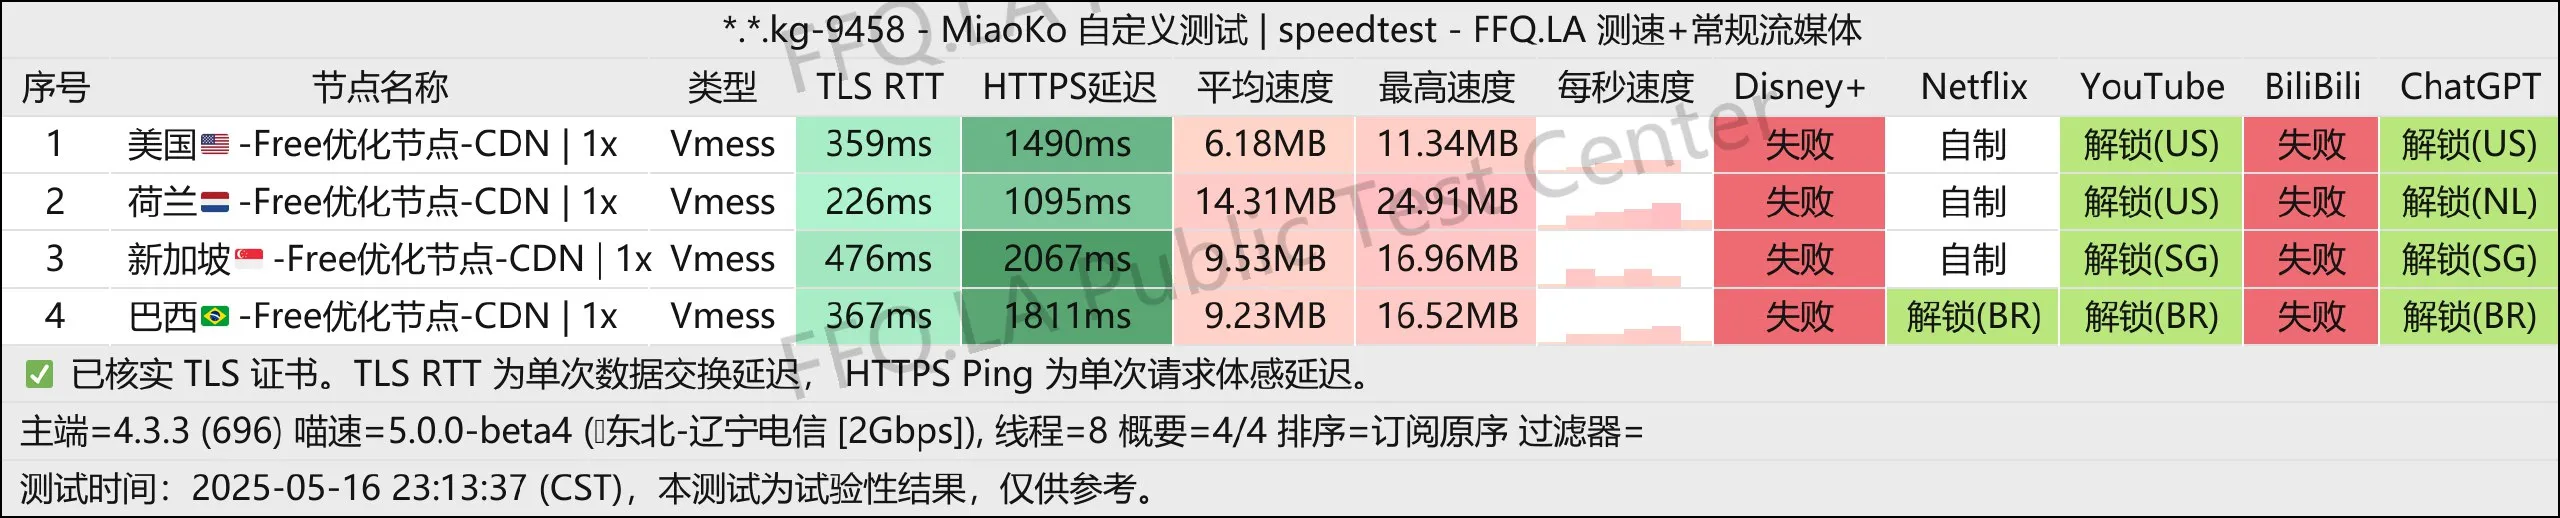 *.*.kg-9458 - MiaoKo 自定义测试 | speedtest - FFQ.LA 测速+常规流媒体
序号 节点名称 类型 TLS RTT HTTPS延迟 平均速度 最高速度 每秒速度 Disney+ Netflix YouTube BiliBili ChatGPT
1 美国🇺🇸 -Free优化节点-CDN | 1x Vmess 359ms 1490ms 6.18MB 11.34MB 失败 自制 解锁(US) 失败 解锁(US)
2 荷兰🇳🇱 -Free优化节点-CDN | 1x Vmess 226ms 1095ms 14.31MB 24.91MB 失败 自制 解锁(US) 失败 解锁(NL)
3 新加坡🇸🇬 -Free优化节点-CDN | 1x Vmess 476ms 2067ms 9.53MB 16.96MB 失败 自制 解锁(SG) 失败 解锁(SG)
4 巴西🇧🇷 -Free优化节点-CDN | 1x Vmess 367ms 1811ms 9.23MB 16.52MB 失败 解锁(BR) 解锁(BR) 失败 解锁(BR)
✅ 已核实 TLS 证书。TLS RTT 为单次数据交换延迟， HTTPS Ping 为单次请求体感延迟。
主端=4.3.3 (696) 喵速=5.0.0-beta4 (东北-辽宁电信 [2Gbps]), 线程=8 概要=4/4 排序=订阅原序 过滤器=
测试时间：2025-05-16 23:13:37 (CST)，本测试为试验性结果，仅供参考。
FFQ.LA Public Test Center
FFQ.LA